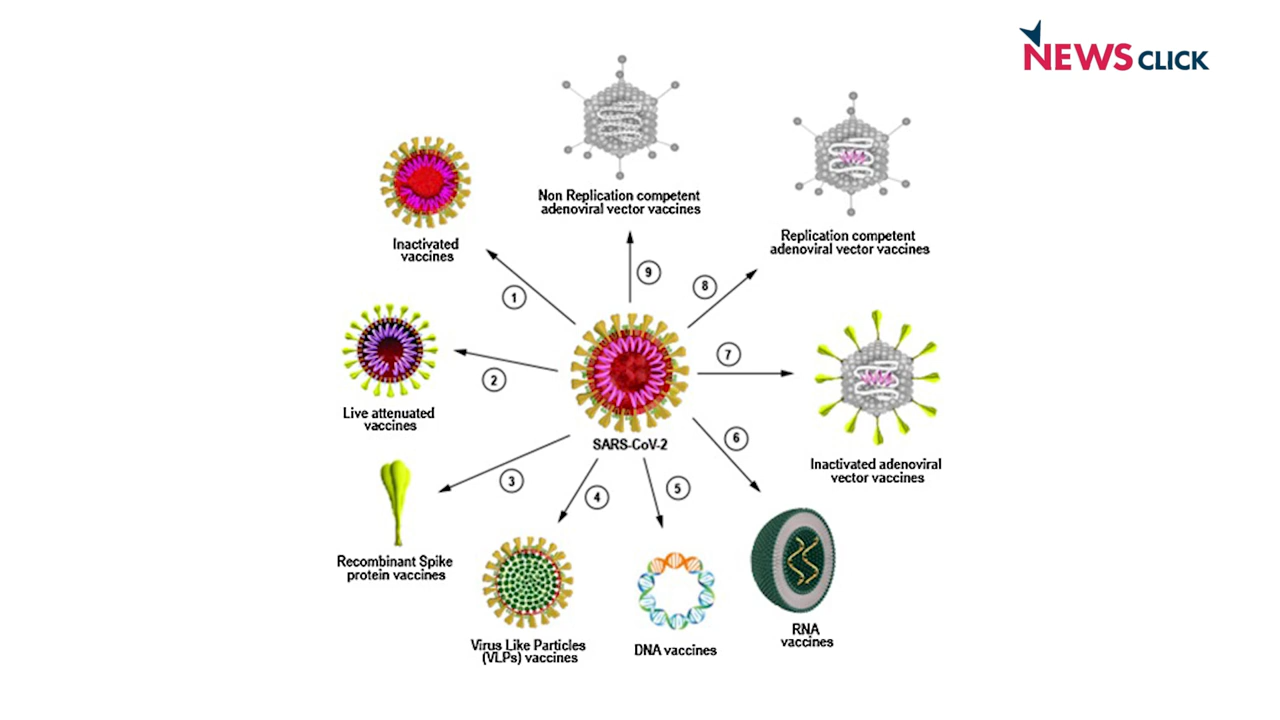 NEWS CLICK
Non Replication competent
adenoviral vector vaccines
Replication competent
adenoviral vector vaccines
Inactivated
vaccines
9
8
1
7
2
Live attenuated
vaccines
SARS-CoV-2
6
Inactivated adenoviral
vector vaccines
3
4
5
Recombinant Spike
protein vaccines
RNA
vaccines
Virus Like Particles
(VLPs) vaccines
DNA vaccines